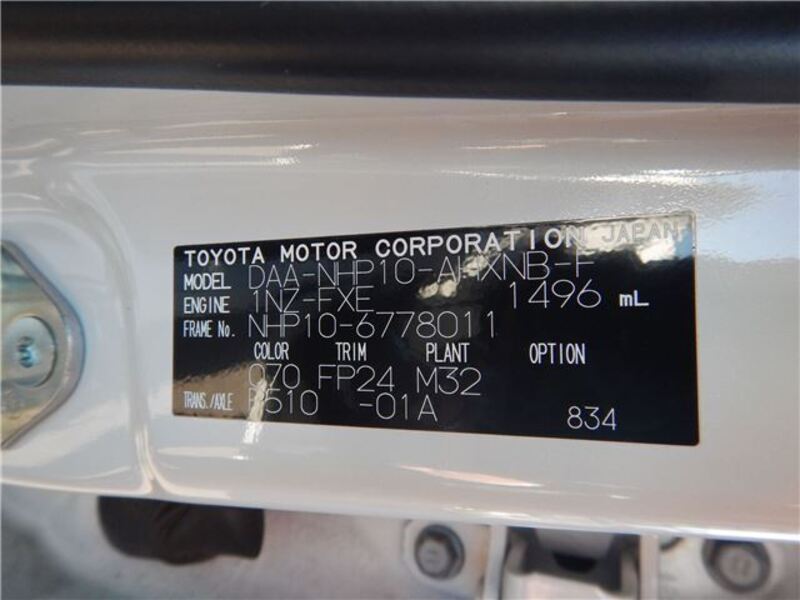 TOYOTA MOTOR CORPORATION JAPAN
MODEL DAA-NHP10-AHXNB-F
ENGINE 1NZ-FXE 1496 mL
FRAME No. NHP10-6778011
COLOR TRIM PLANT OPTION
070 FP24 M32
TRANS./AXLE P510 -01A 834